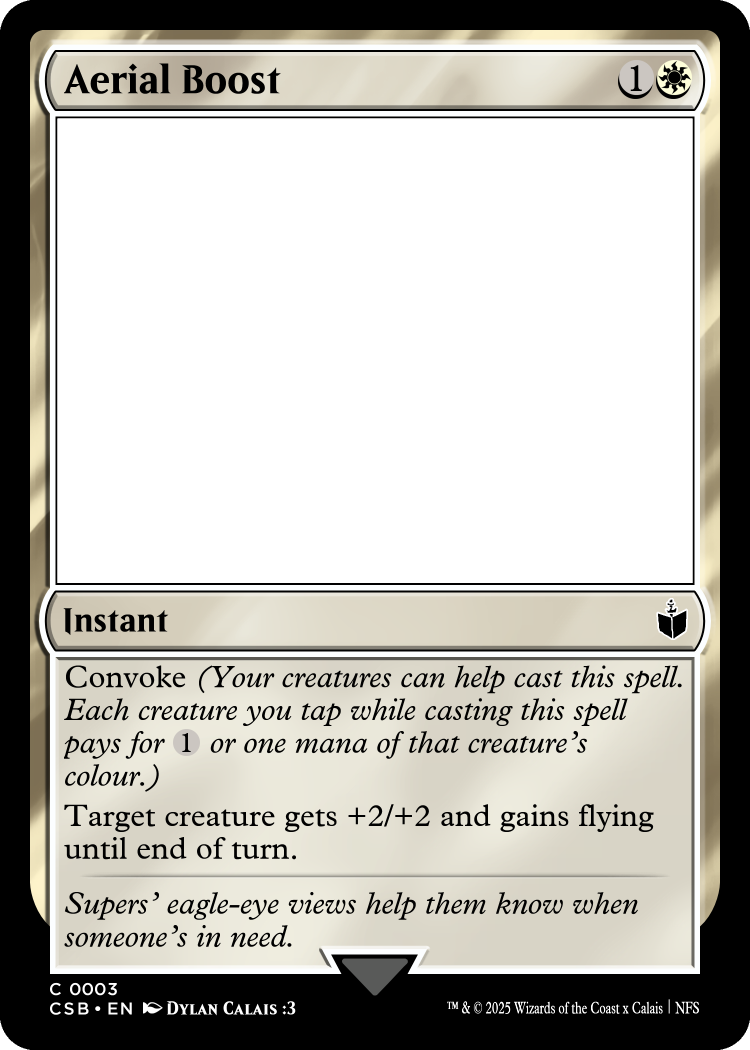 Aerial Boost 1
Instant
Convoke (Your creatures can help cast this spell.
Each creature you tap while casting this spell
pays for 1 or one mana of that creature's
colour.)
Target creature gets +2/+2 and gains flying
until end of turn.
Supers' eagle-eye views help them know when
someone's in need.
C 0003
CSB • EN Dylan Calais :3
™ & © 2025 Wizards of the Coast x Calais | NFS